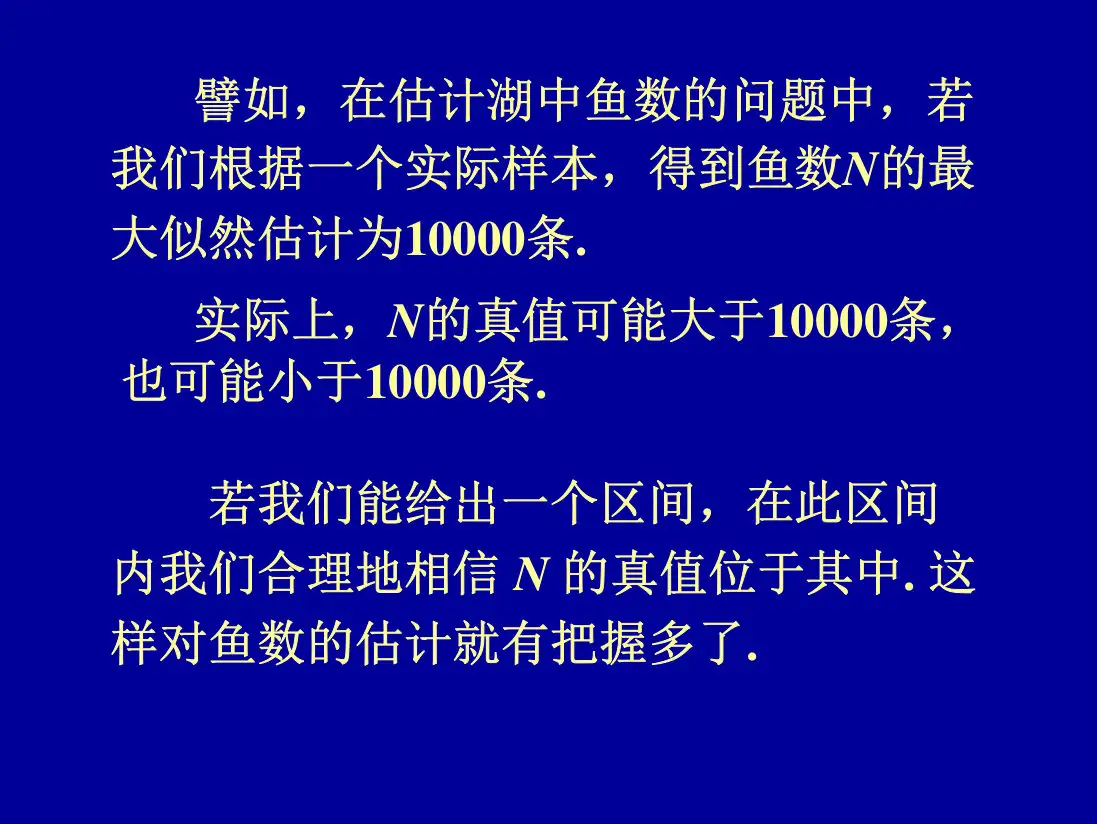 譬如，在估计湖中鱼数的问题中，若
我们根据一个实际样本，得到鱼数N的最
大似然估计为10000条.
实际上，N的真值可能大于10000条，
也可能小于10000条.
若我们能给出一个区间，在此区间
内我们合理地相信 N 的真值位于其中. 这
样对鱼数的估计就有把握多了.